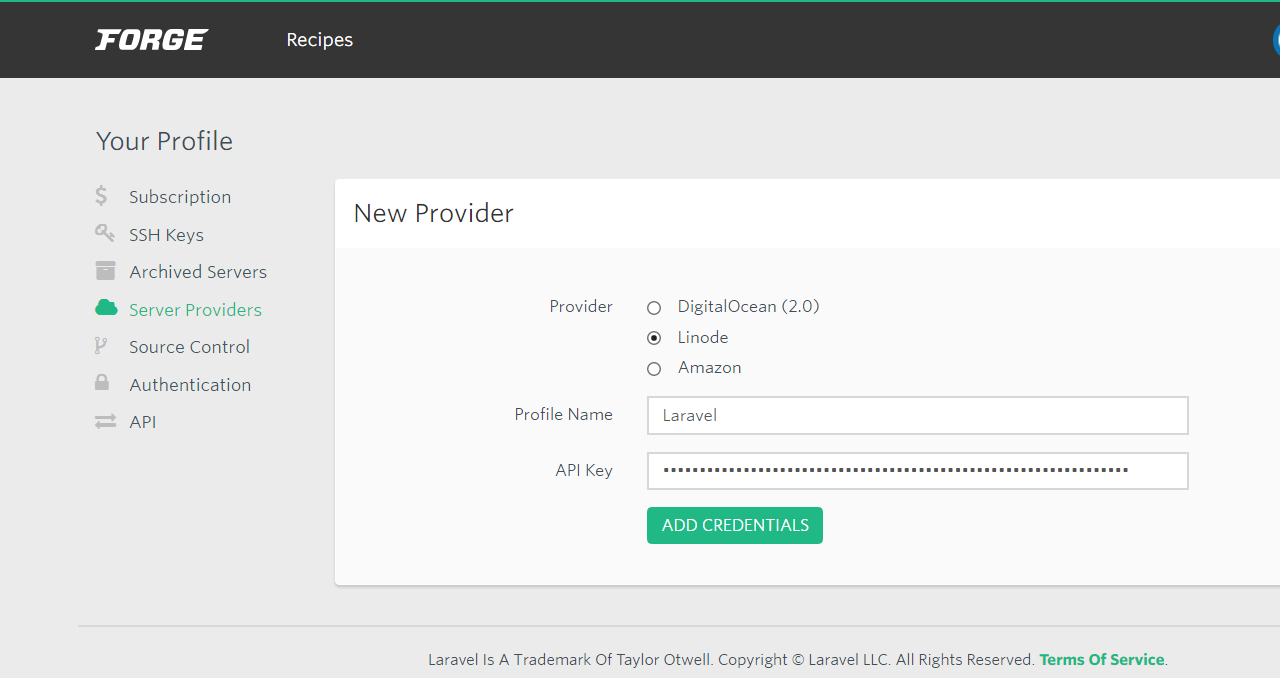 FORGE
Recipes
Your Profile
Subscription
SSH Keys
Archived Servers
Server Providers
Source Control
Authentication
API
New Provider
Provider
DigitalOcean (2.0)
Linode
Amazon
Profile Name
Laravel
API Key
ADD CREDENTIALS
Laravel Is A Trademark Of Taylor Otwell. Copyright © Laravel LLC. All Rights Reserved. Terms Of Service.